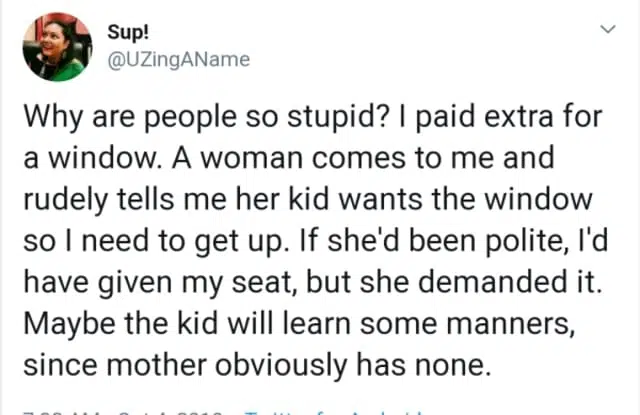 Sup!
@UZingAName
Why are people so stupid? I paid extra for
a window. A woman comes to me and
rudely tells me her kid wants the window
so I need to get up. If she'd been polite, I'd
have given my seat, but she demanded it.
Maybe the kid will learn some manners,
since mother obviously has none.